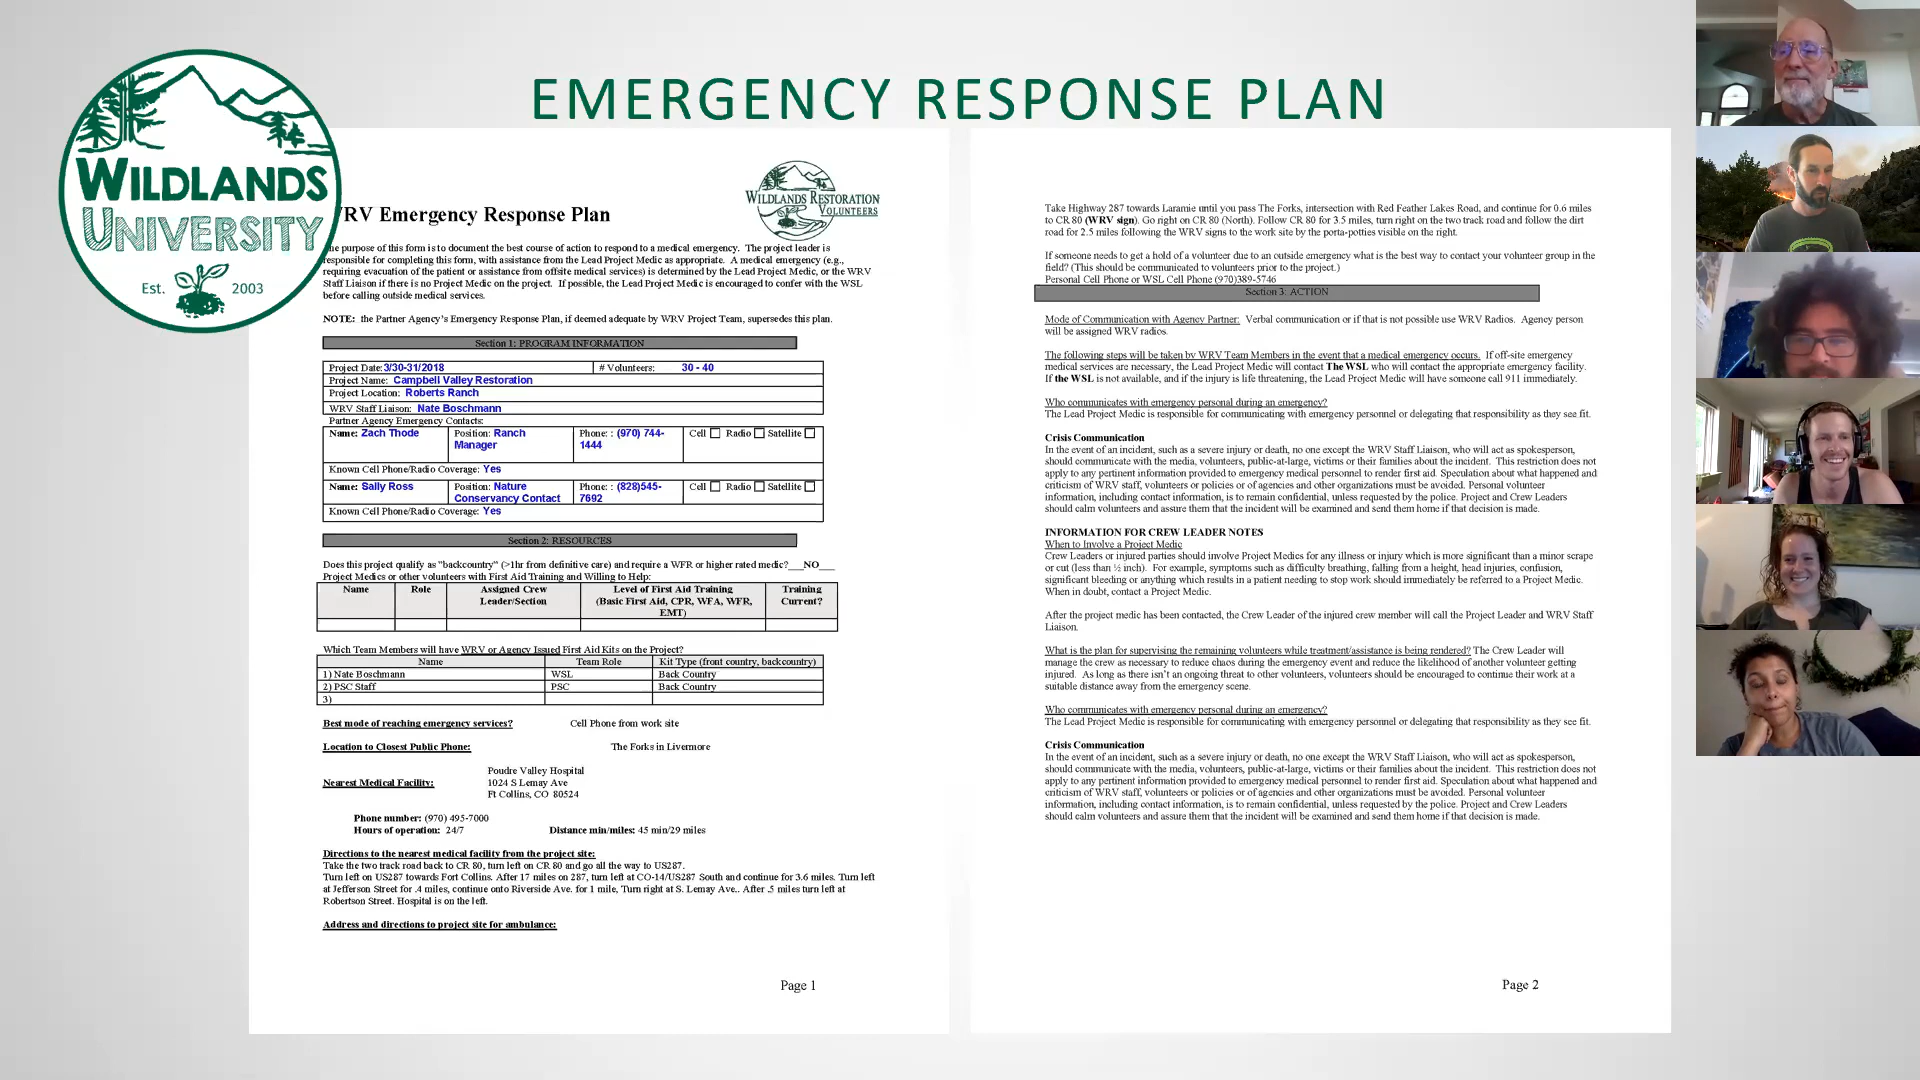 EMERGENCY RESPONSE PLAN
WILDLANDS
UNIVERSITY
Est. 2003
WILDLANDS RESTORATION
VOLUNTEERS
RV Emergency Response Plan
purpose of this form is to document the best course of action to respond to a medical emergency. The project leader is
responsible for completing this form, with assistance from the Lead Project Medic as appropriate. A medical emergency (e.g.,
requiring evacuation of the patient or assistance from offsite medical services) is determined by the Lead Project Medic, or the WRV
Staff Liaison if there is no Project Medic on the project. If possible, the Lead Project Medic is encouraged to confer with the WSL
before calling outside medical services.
NOTE: the Partner Agency's Emergency Response Plan, if deemed adequate by WRV Project Team, supersedes this plan.
Section 1: PROGRAM INFORMATION
Project Date: 3/30-31/2018 # Volunteers: 30 - 40
Project Name: Campbell Valley Restoration
Project Location: Roberts Ranch
WRV Staff Liaison: Nate Boschmann
Partner Agency Emergency Contacts:
Name: Zach Thode Position: Ranch Phone: : (970) 744- Cell Radio Satellite
Manager 1444
Known Cell Phone/Radio Coverage: Yes
Name: Sally Ross Position: Nature Phone: : (828)545- Cell Radio Satellite
Conservancy Contact 7692
Known Cell Phone/Radio Coverage: Yes
Section 2: RESOURCES
Does this project qualify as "backcountry" (>1hr from definitive care) and require a WFR or higher rated medic?___NO___
Project Medics or other volunteers with First Aid Training and Willing to Help:
Name Role Assigned Crew Level of First Aid Training Training
Leader/Section (Basic First Aid, CPR, WFA, WFR, Current?
EMT)
Which Team Members will have WRV or Agency Issued First Aid Kits on the Project?
Name Team Role Kit Type (front country, backcountry)
1) Nate Boschmann WSL Back Country
2) PSC Staff PSC Back Country
3)
Best mode of reaching emergency services? Cell Phone from work site
Location to Closest Public Phone: The Forks in Livermore
Poudre Valley Hospital
Nearest Medical Facility: 1024 S Lemay Ave
Ft Collins, CO 80524
Phone number: (970) 495-7000
Hours of operation: 24/7 Distance min/miles: 45 min/29 miles
Directions to the nearest medical facility from the project site:
Take the two track road back to CR 80, turn left on CR 80 and go all the way to US287.
Turn left on US287 towards Fort Collins. After 17 miles on 287, turn left at CO-14/US287 South and continue for 3.6 miles. Turn left
at Jefferson Street for .4 miles, continue onto Riverside Ave. for 1 mile, Turn right at S. Lemay Ave.. After .5 miles turn left at
Robertson Street. Hospital is on the left.
Address and directions to project site for ambulance:
Page 1
Take Highway 287 towards Laramie until you pass The Forks, intersection with Red Feather Lakes Road, and continue for 0.6 miles
to CR 80 (WRV sign). Go right on CR 80 (North). Follow CR 80 for 3.5 miles, turn right on the two track road and follow the dirt
road for 2.5 miles following the WRV signs to the work site by the porta-potties visible on the right.
If someone needs to get a hold of a volunteer due to an outside emergency what is the best way to contact your volunteer group in the
field? (This should be communicated to volunteers prior to the project.)
Personal Cell Phone or WSL Cell Phone (970)389-5746
Section 3: ACTION
Mode of Communication with Agency Partner: Verbal communication or if that is not possible use WRV Radios. Agency person
will be assigned WRV radios.
The following steps will be taken by WRV Team Members in the event that a medical emergency occurs. If off-site emergency
medical services are necessary, the Lead Project Medic will contact The WSL who will contact the appropriate emergency facility.
If the WSL is not available, and if the injury is life threatening, the Lead Project Medic will have someone call 911 immediately.
Who communicates with emergency personal during an emergency?
The Lead Project Medic is responsible for communicating with emergency personnel or delegating that responsibility as they see fit.
Crisis Communication
In the event of an incident, such as a severe injury or death, no one except the WRV Staff Liaison, who will act as spokesperson,
should communicate with the media, volunteers, public-at-large, victims or their families about the incident. This restriction does not
apply to any pertinent information provided to emergency medical personnel to render first aid. Speculation about what happened and
criticism of WRV staff, volunteers or policies or of agencies and other organizations must be avoided. Personal volunteer
information, including contact information, is to remain confidential, unless requested by the police. Project and Crew Leaders
should calm volunteers and assure them that the incident will be examined and send them home if that decision is made.
INFORMATION FOR CREW LEADER NOTES
When to Involve a Project Medic
Crew Leaders or injured parties should involve Project Medics for any illness or injury which is more significant than a minor scrape
or cut (less than ½ inch). For example, symptoms such as difficulty breathing, falling from a height, head injuries, confusion,
significant bleeding or anything which results in a patient needing to stop work should immediately be referred to a Project Medic.
When in doubt, contact a Project Medic.
After the project medic has been contacted, the Crew Leader of the injured crew member will call the Project Leader and WRV Staff
Liaison.
What is the plan for supervising the remaining volunteers while treatment/assistance is being rendered? The Crew Leader will
manage the crew as necessary to reduce chaos during the emergency event and reduce the likelihood of another volunteer getting
injured. As long as there isn't an ongoing threat to other volunteers, volunteers should be encouraged to continue their work at a
suitable distance away from the emergency scene.
Who communicates with emergency personal during an emergency?
The Lead Project Medic is responsible for communicating with emergency personnel or delegating that responsibility as they see fit.
Crisis Communication
In the event of an incident, such as a severe injury or death, no one except the WRV Staff Liaison, who will act as spokesperson,
should communicate with the media, volunteers, public-at-large, victims or their families about the incident. This restriction does not
apply to any pertinent information provided to emergency medical personnel to render first aid. Speculation about what happened and
criticism of WRV staff, volunteers or policies or of agencies and other organizations must be avoided. Personal volunteer
information, including contact information, is to remain confidential, unless requested by the police. Project and Crew Leaders
should calm volunteers and assure them that the incident will be examined and send them home if that decision is made.
Page 2